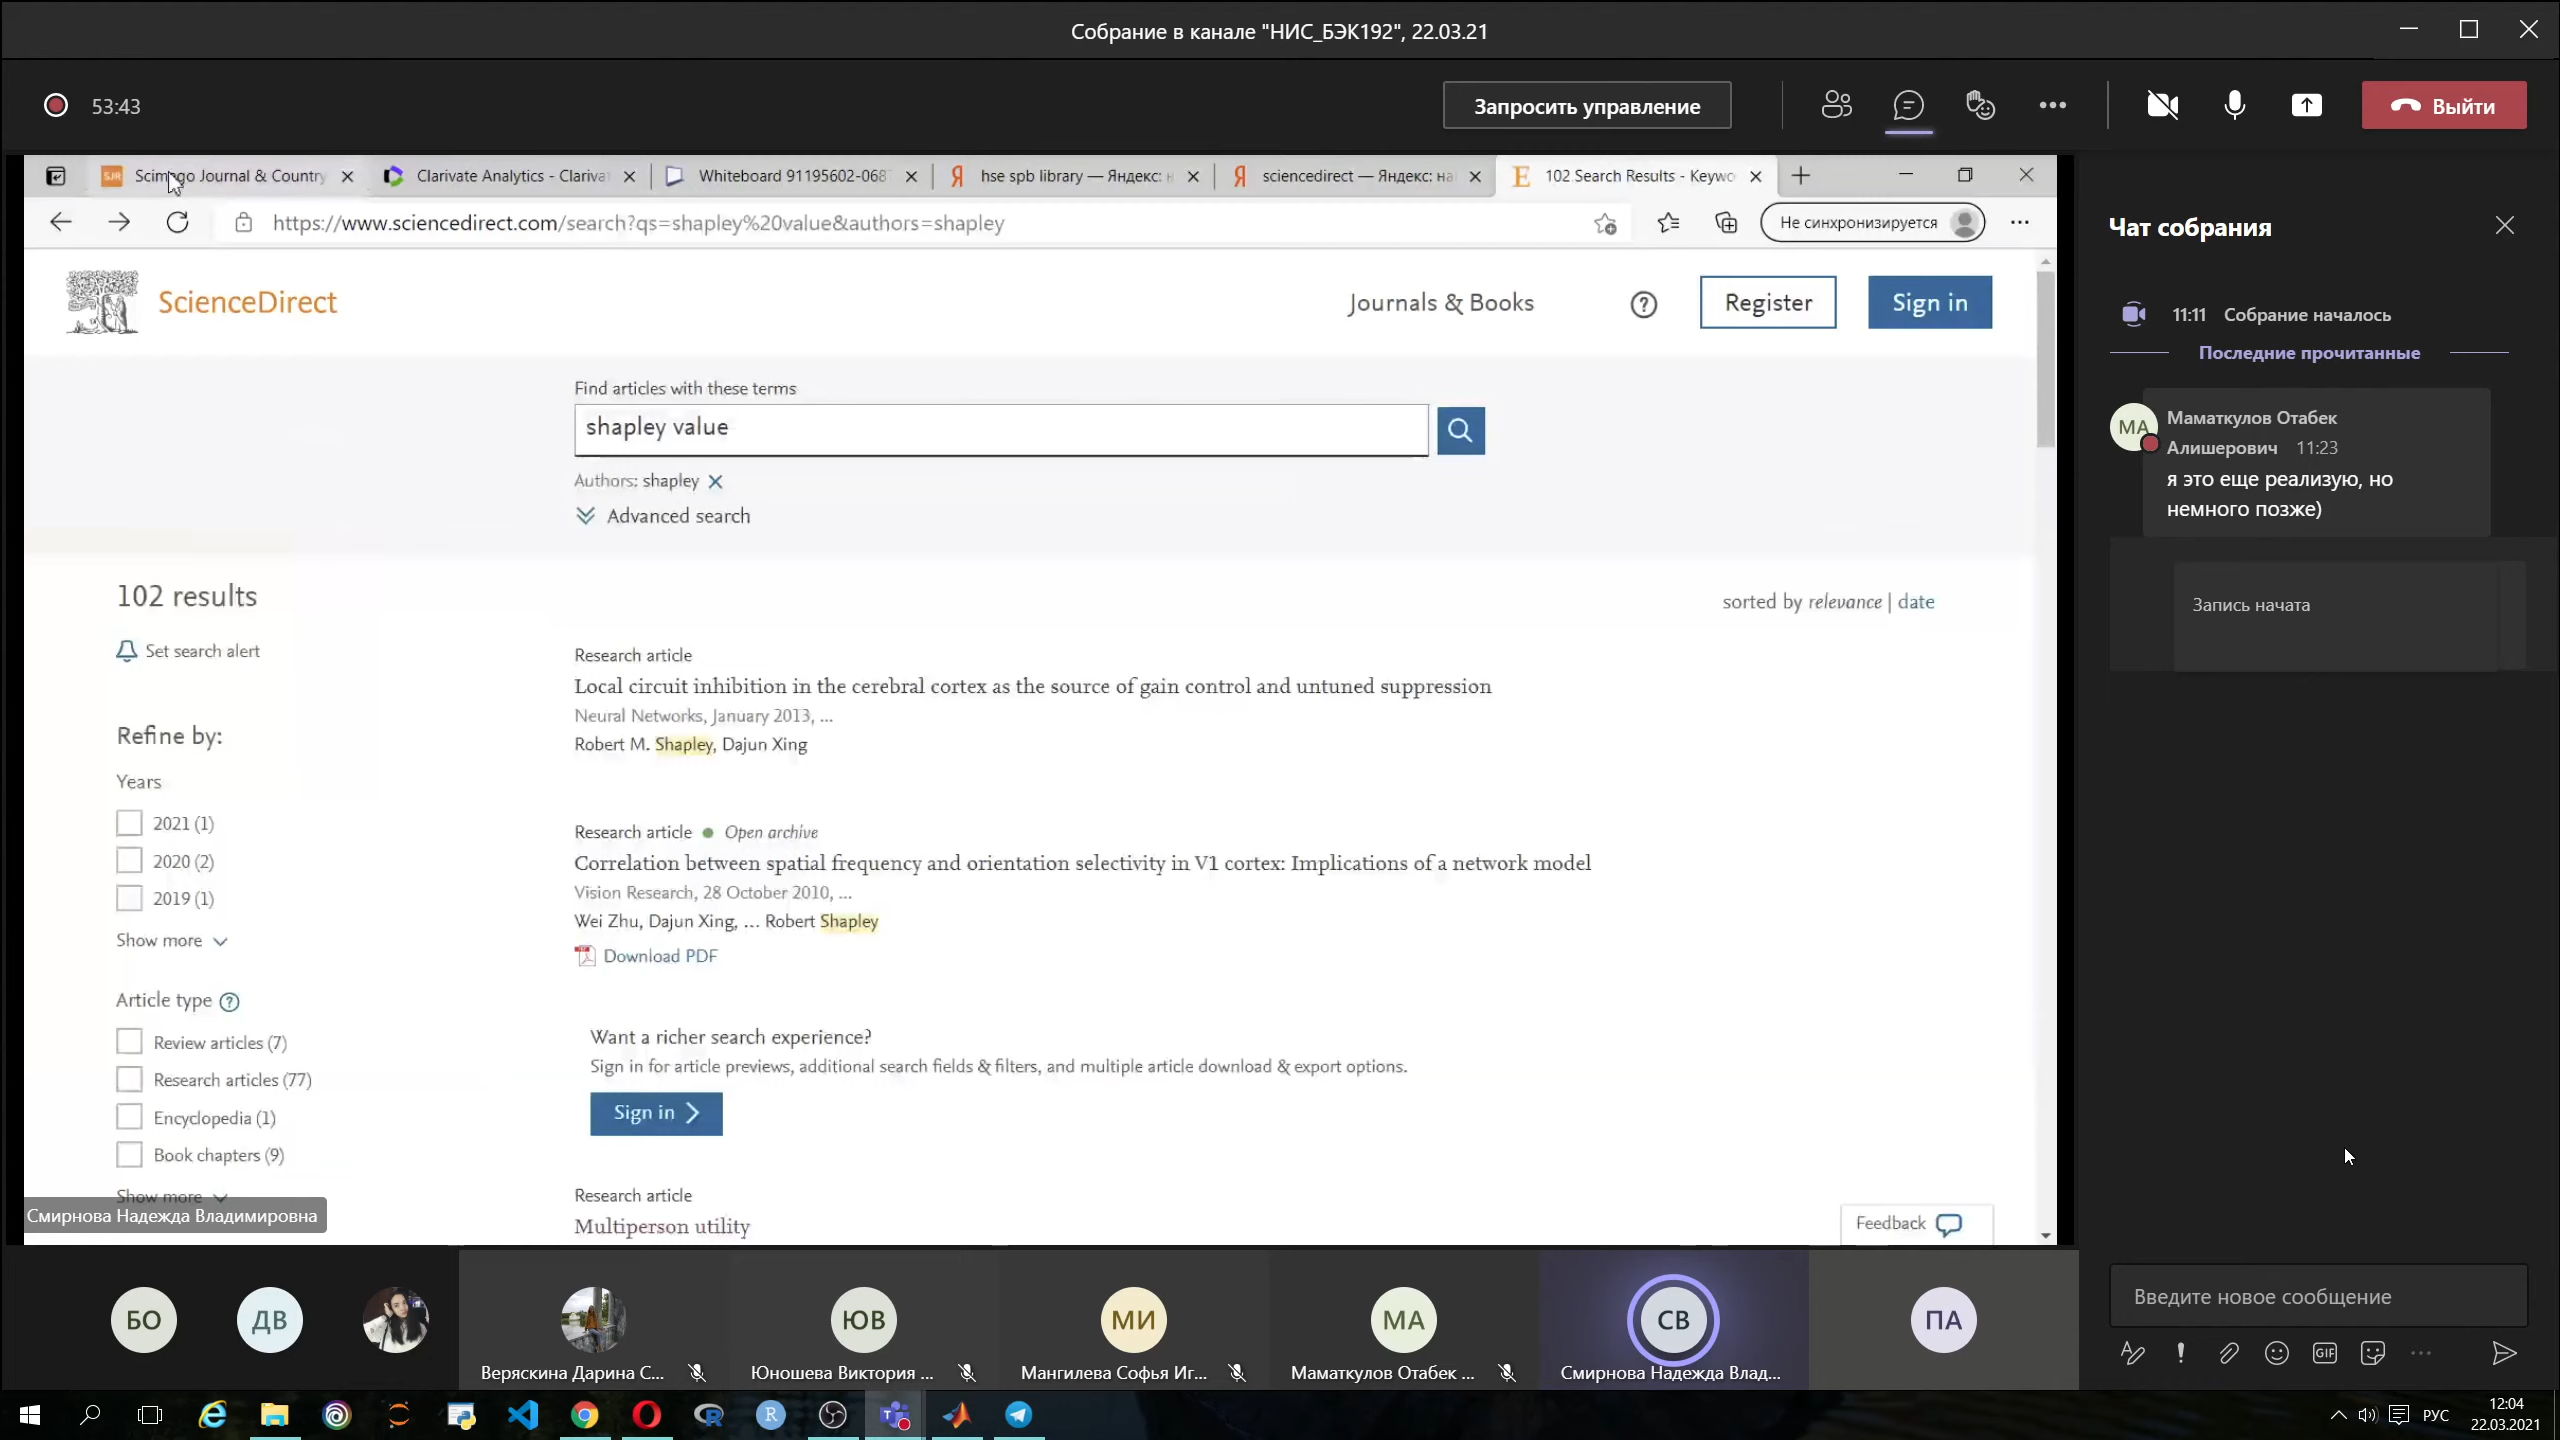 Собрание в канале "НИС_БЭК192", 22.03.21
53:43
Запросить управление
Выйти
Scimago Journal & Country
Clarivate Analytics - Clariva
Whiteboard 91195602-068
hse spb library — Яндекс: н
sciencedirect — Яндекс: на
102 Search Results - Keywo
https://www.sciencedirect.com/search?qs=shapley%20value&authors=shapley
Не синхронизируется
ScienceDirect
Journals & Books
Register
Sign in
Find articles with these terms
shapley value
Authors: shapley
Advanced search
102 results
sorted by relevance | date
Set search alert
Refine by:
Years
2021 (1)
2020 (2)
2019 (1)
Show more
Article type
Review articles (7)
Research articles (77)
Encyclopedia (1)
Book chapters (9)
Show more
Research article
Local circuit inhibition in the cerebral cortex as the source of gain control and untuned suppression
Neural Networks, January 2013, ...
Robert M. Shapley, Dajun Xing
Research article Open archive
Correlation between spatial frequency and orientation selectivity in V1 cortex: Implications of a network model
Vision Research, 28 October 2010, ...
Wei Zhu, Dajun Xing, ... Robert Shapley
Download PDF
Want a richer search experience?
Sign in for article previews, additional search fields & filters, and multiple article download & export options.
Sign in
Research article
Multiperson utility
Feedback
Смирнова Надежда Владимировна
Чат собрания
11:11 Собрание началось
Последние прочитанные
МА
Маматкулов Отабек
Алишерович 11:23
я это еще реализую, но
немного позже)
Запись начата
Введите новое сообщение
GIF
БО
ДВ
Веряскина Дарина С...
ЮВ
Юношева Виктория ...
МИ
Мангилева Софья Иг...
МА
Маматкулов Отабек ...
СВ
Смирнова Надежда Влад...
ПА
РУС
12:04
22.03.2021